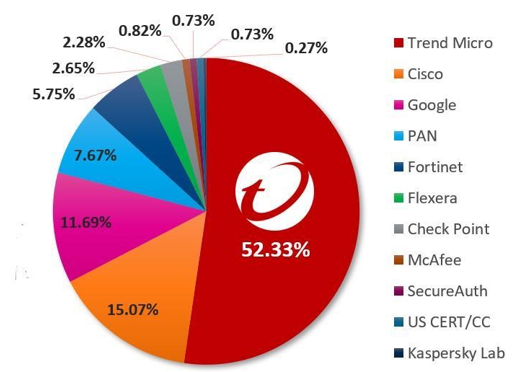 0.82%
0.73%
2.28%
0.73%
2.65%
0.27%
5.75%
7.67%
11.69%
15.07%
52.33%
Trend Micro
Cisco
Google
PAN
Fortinet
Flexera
Check Point
McAfee
SecureAuth
US CERT/CC
Kaspersky Lab